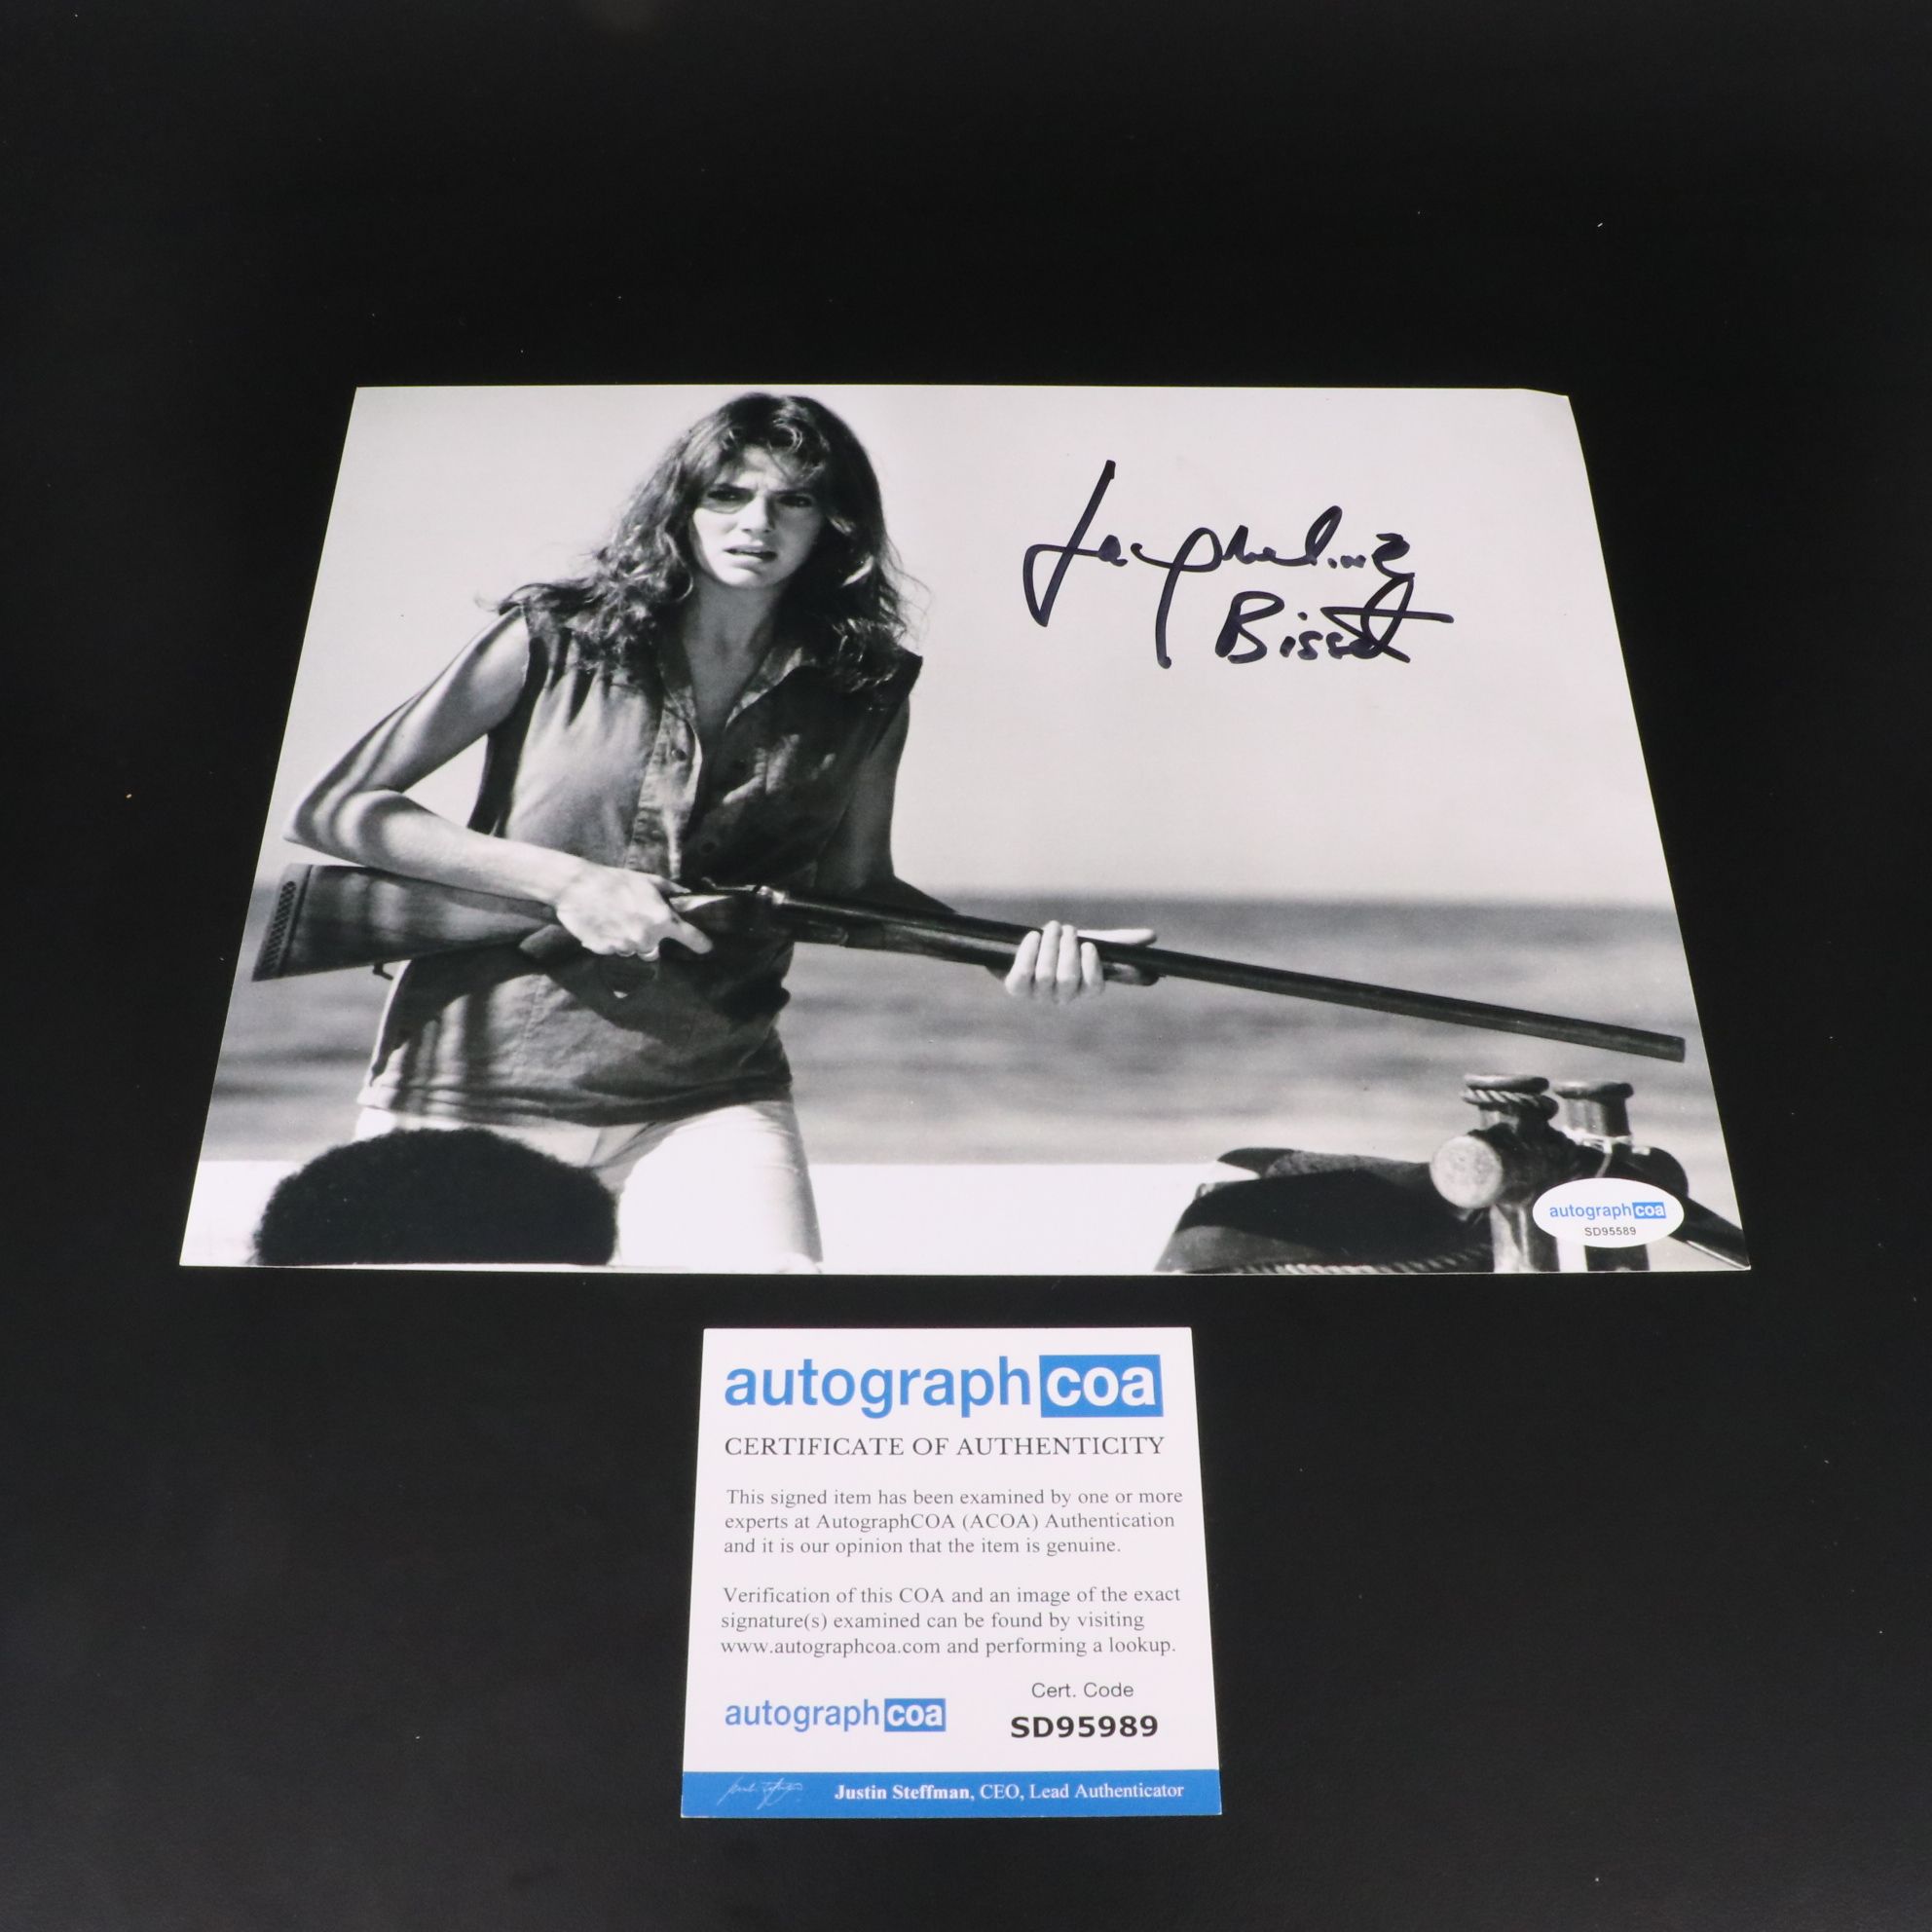 Jacqueline
Bisset
autographcoa
SD95589
autographcoa
CERTIFICATE OF AUTHENTICITY
This signed item has been examined by one or more
experts at AutographCOA (ACOA) Authentication
and it is our opinion that the item is genuine.
Verification of this COA and an image of the exact
signature(s) examined can be found by visiting
www.autographcoa.com and performing a lookup.
Cert. Code
autographcoa
SD95989
Justin Steffman, CEO, Lead Authenticator